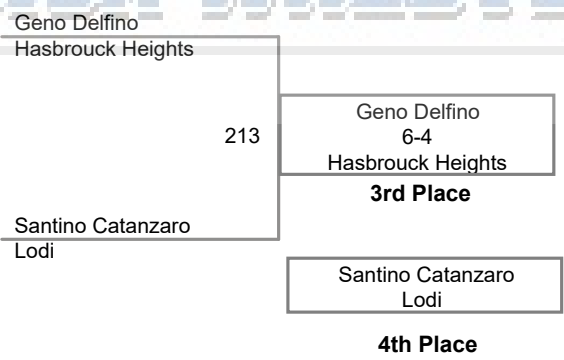 Geno Delfino
Hasbrouck Heights
213
Geno Delfino
6-4
Hasbrouck Heights
3rd Place
Santino Catanzaro
Lodi
Santino Catanzaro
Lodi
4th Place